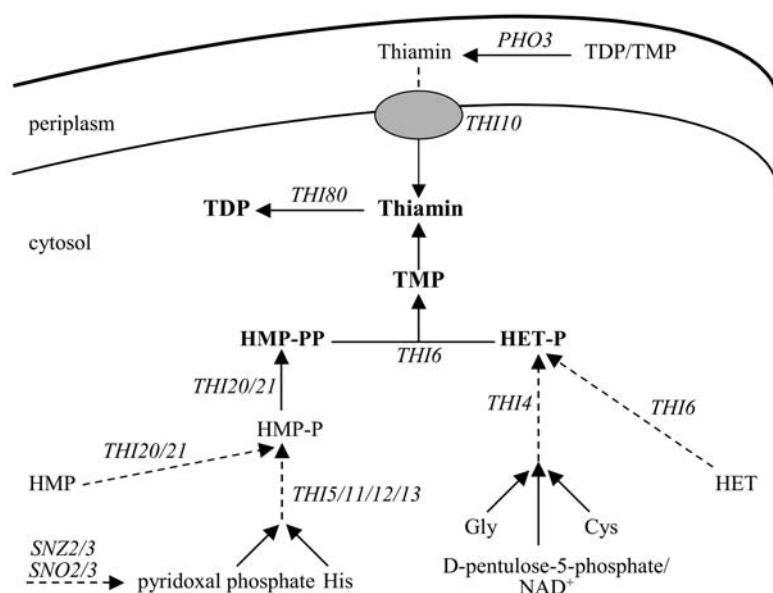 Thiamin PHO3 TDP/TMP
periplasm
THI10
TDP THI80 Thiamin
cytosol
TMP
HMP-PP HET-P
THI6
THI20/21
THI4
THI6
HMP-P
THI20/21
HMP
HET
THI5/11/12/13
Gly Cys
SNZ2/3
SNO2/3
pyridoxal phosphate His
D-pentulose-5-phosphate/
NAD⁺